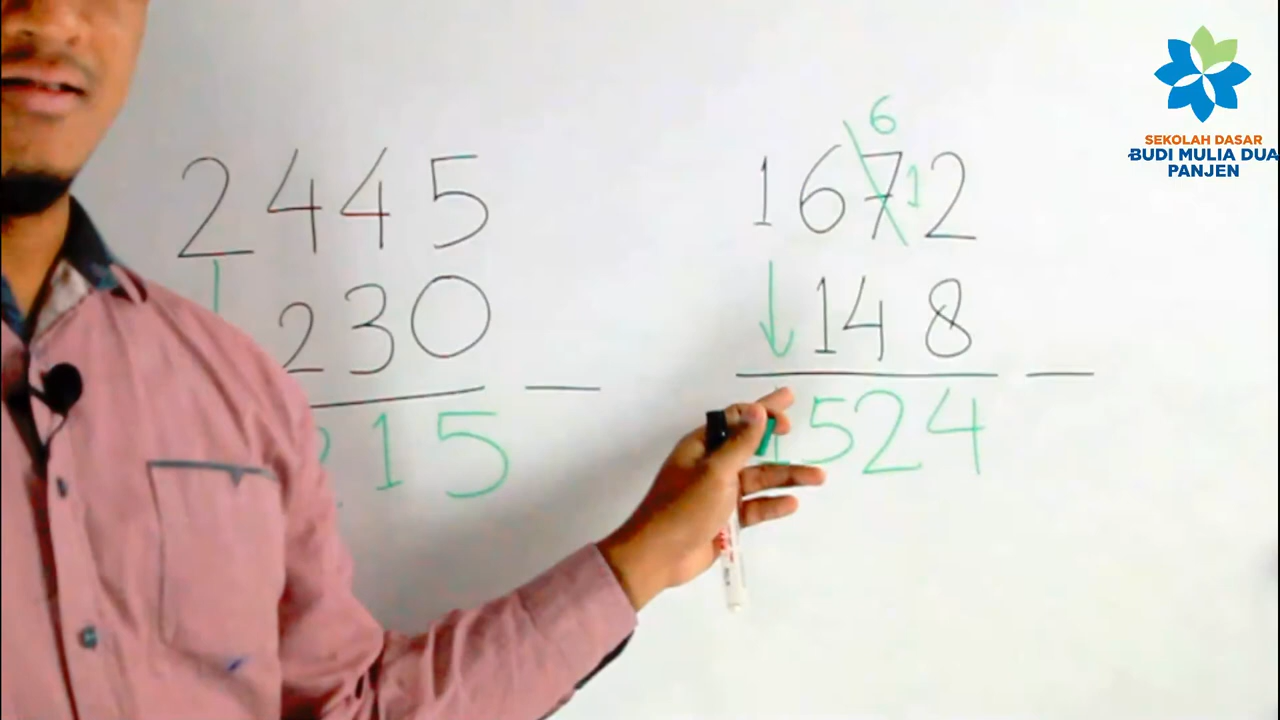 2445
230
215
6
1672
1
148
1524
SEKOLAH DASAR
BUDI MULIA DUA
PANJEN